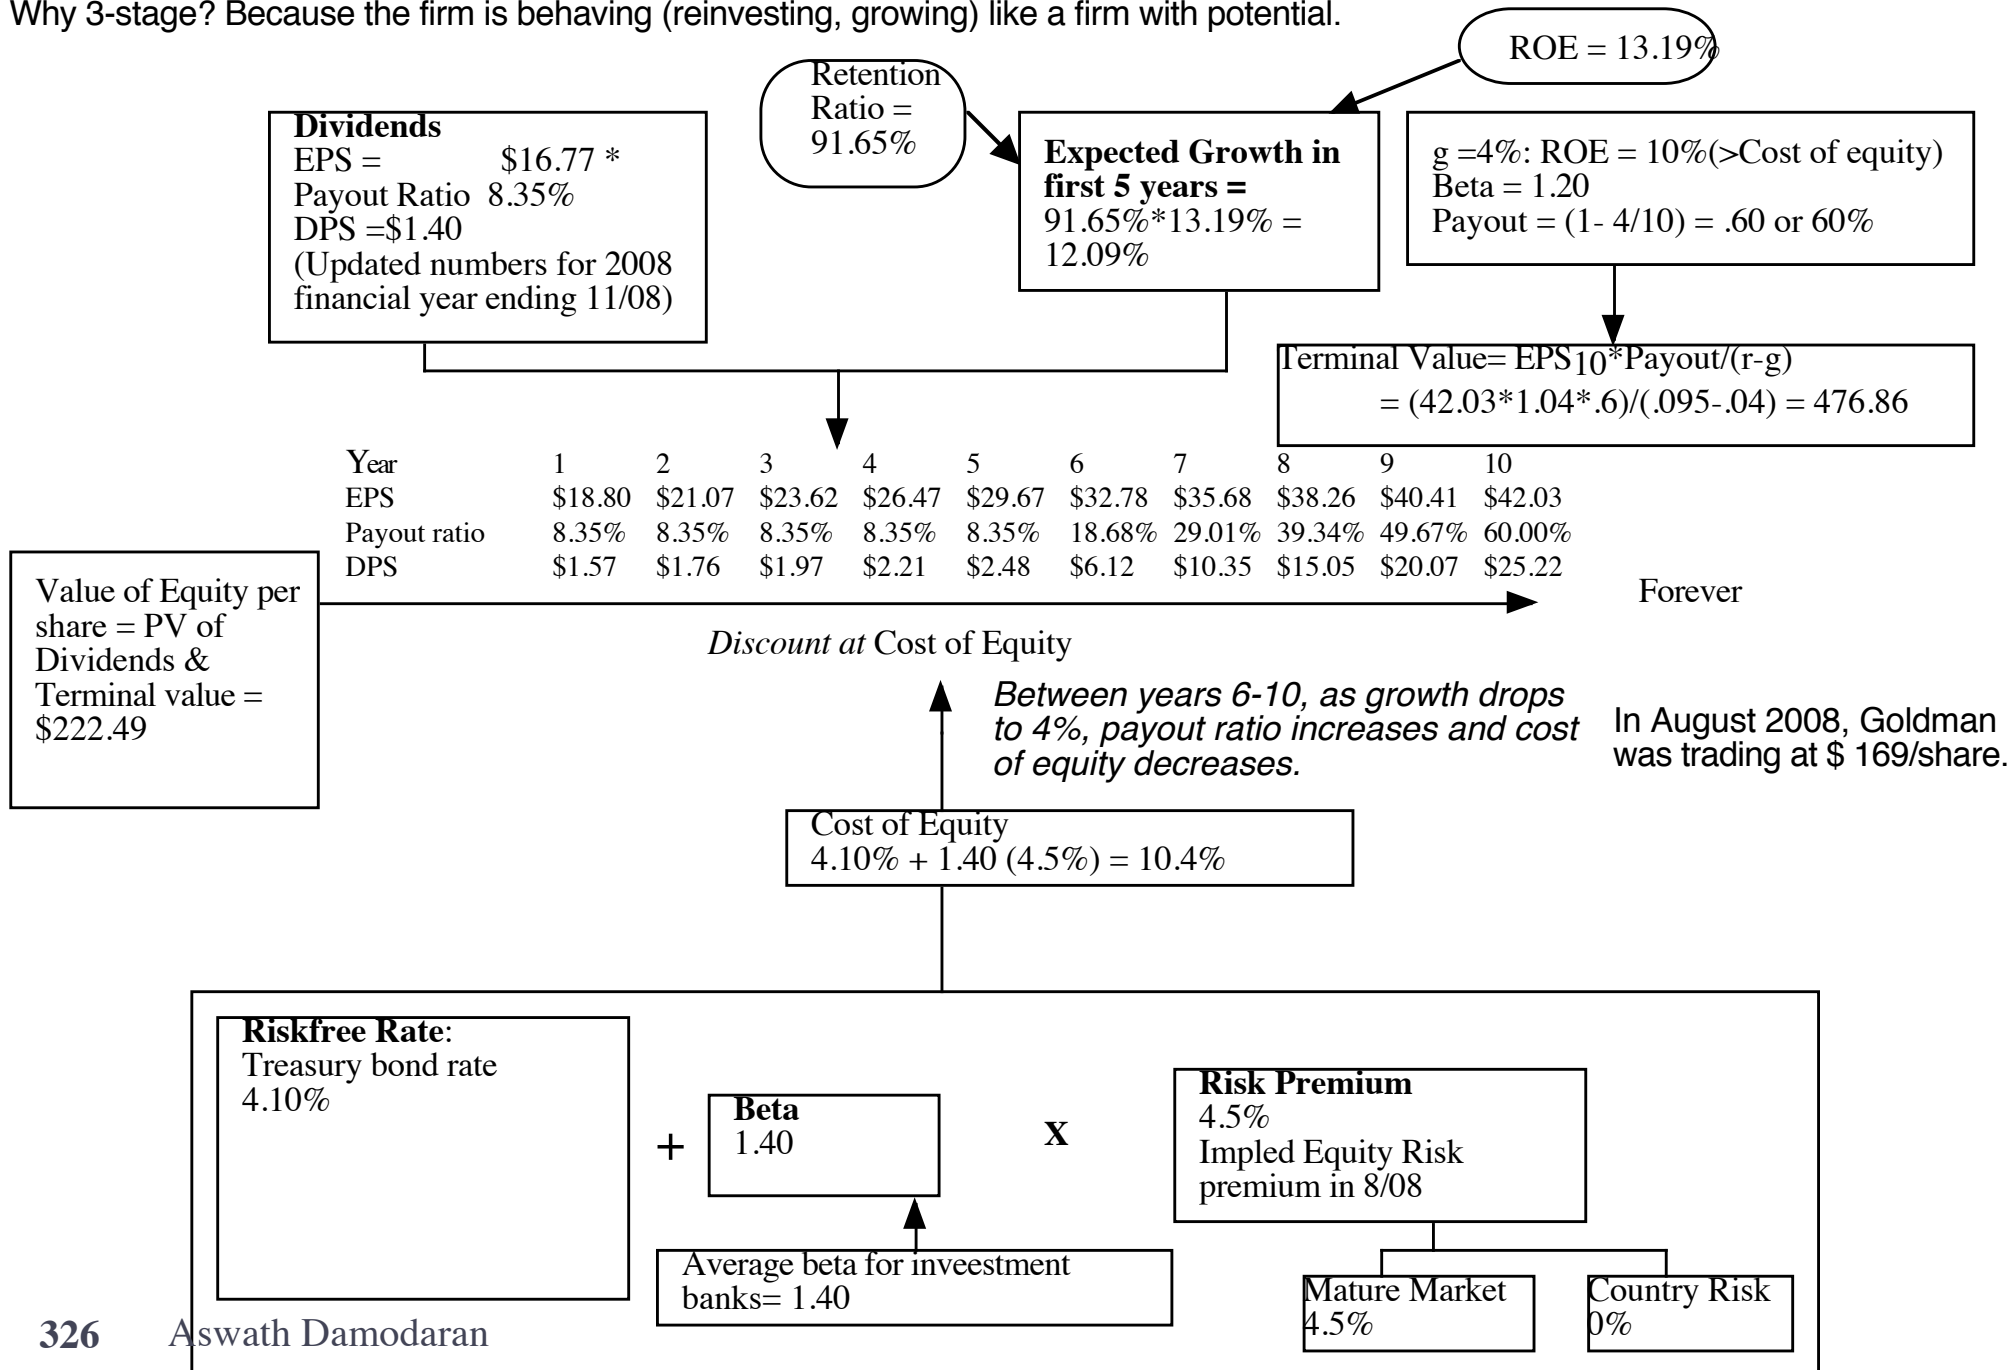 Why 3-stage? Because the firm is behaving (reinvesting, growing) like a firm with potential.
ROE = 13.19%
Retention
Ratio =
91.65%
Dividends
EPS = $16.77 *
Payout Ratio 8.35%
DPS =$1.40
(Updated numbers for 2008
financial year ending 11/08)
Expected Growth in
first 5 years =
91.65%*13.19% =
12.09%
g =4%: ROE = 10%(>Cost of equity)
Beta = 1.20
Payout = (1- 4/10) = .60 or 60%
Terminal Value= EPS10*Payout/(r-g)
= (42.03*1.04*.6)/(.095-.04) = 476.86
Year 1 2 3 4 5 6 7 8 9 10
EPS $18.80 $21.07 $23.62 $26.47 $29.67 $32.78 $35.68 $38.26 $40.41 $42.03
Payout ratio 8.35% 8.35% 8.35% 8.35% 8.35% 18.68% 29.01% 39.34% 49.67% 60.00%
DPS $1.57 $1.76 $1.97 $2.21 $2.48 $6.12 $10.35 $15.05 $20.07 $25.22
Value of Equity per
share = PV of
Dividends &
Terminal value =
$222.49
Forever
Discount at Cost of Equity
Between years 6-10, as growth drops
to 4%, payout ratio increases and cost
of equity decreases.
In August 2008, Goldman
was trading at $ 169/share.
Cost of Equity
4.10% + 1.40 (4.5%) = 10.4%
Riskfree Rate:
Treasury bond rate
4.10%
+
Beta
1.40
X
Risk Premium
4.5%
Impled Equity Risk
premium in 8/08
Average beta for inveestment
banks= 1.40
Mature Market
4.5%
Country Risk
0%
326 Aswath Damodaran